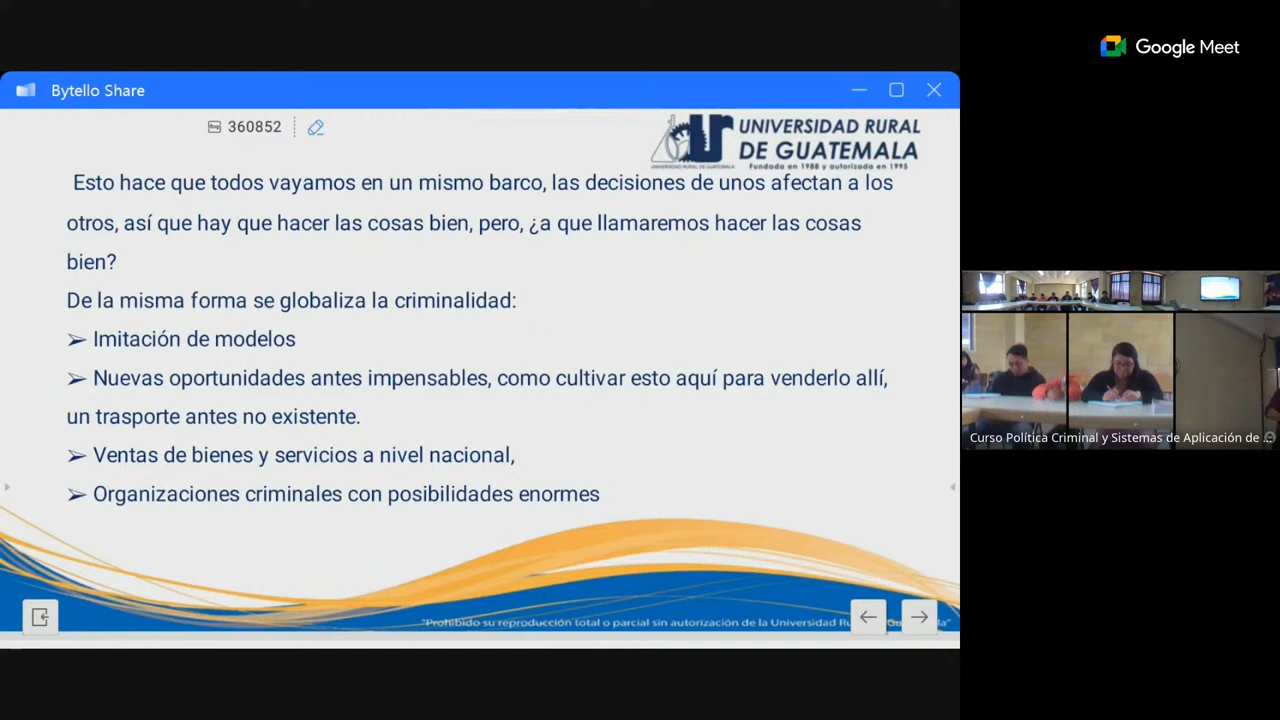 Google Meet
Bytello Share
360852
UNIVERSIDAD RURAL
DE GUATEMALA
UNIVERSIDAD RURAL DE GUATEMALA
Fundada en 1988 y autorizada en 1995
Esto hace que todos vayamos en un mismo barco, las decisiones de unos afectan a los
otros, así que hay que hacer las cosas bien, pero, ¿a que llamaremos hacer las cosas
bien?
De la misma forma se globaliza la criminalidad:
➢ Imitación de modelos
➢ Nuevas oportunidades antes impensables, como cultivar esto aquí para venderlo allí,
un trasporte antes no existente.
➢ Ventas de bienes y servicios a nivel nacional,
➢ Organizaciones criminales con posibilidades enormes
Curso Política Criminal y Sistemas de Aplicación de ...
"Prohibido su reproducción total o parcial sin autorización de la Universidad